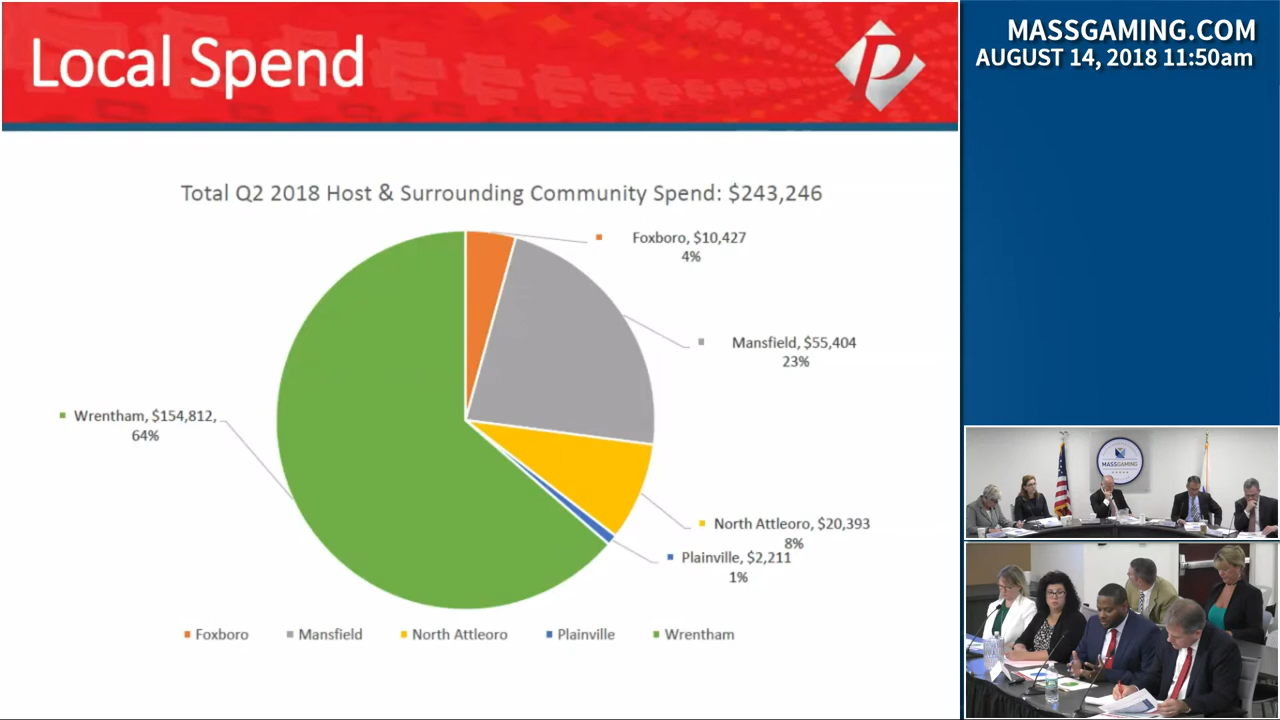 Local Spend
P
MASSGAMING.COM
AUGUST 14, 2018 11:50am
Total Q2 2018 Host & Surrounding Community Spend: $243,246
Foxboro, $10,427
4%
Mansfield, $55,404
23%
Wrentham, $154,812,
64%
North Attleoro, $20,393
8%
Plainville, $2,211
1%
Foxboro
Mansfield
North Attleoro
Plainville
Wrentham
MASSGAMING